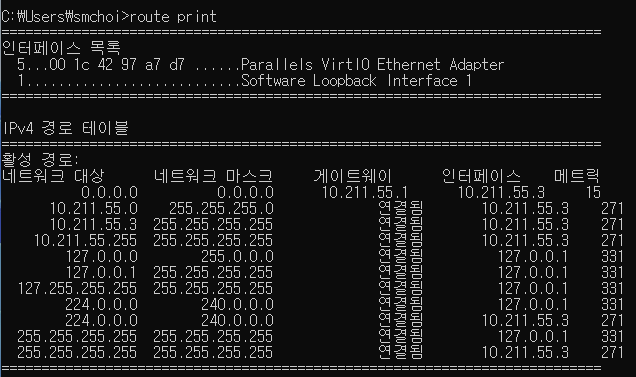 C:\Users\smchoi>route print
===========================================================================
인터페이스 목록
5...00 1c 42 97 a7 d7 ......Parallels VirtIO Ethernet Adapter
1...........................Software Loopback Interface 1
===========================================================================
IPv4 경로 테이블
===========================================================================
활성 경로:
네트워크 대상 네트워크 마스크 게이트웨이 인터페이스 메트릭
0.0.0.0 0.0.0.0 10.211.55.1 10.211.55.3 15
10.211.55.0 255.255.255.0 연결됨 10.211.55.3 271
10.211.55.3 255.255.255.255 연결됨 10.211.55.3 271
10.211.55.255 255.255.255.255 연결됨 10.211.55.3 271
127.0.0.0 255.0.0.0 연결됨 127.0.0.1 331
127.0.0.1 255.255.255.255 연결됨 127.0.0.1 331
127.255.255.255 255.255.255.255 연결됨 127.0.0.1 331
224.0.0.0 240.0.0.0 연결됨 127.0.0.1 331
224.0.0.0 240.0.0.0 연결됨 10.211.55.3 271
255.255.255.255 255.255.255.255 연결됨 127.0.0.1 331
255.255.255.255 255.255.255.255 연결됨 10.211.55.3 271
===========================================================================